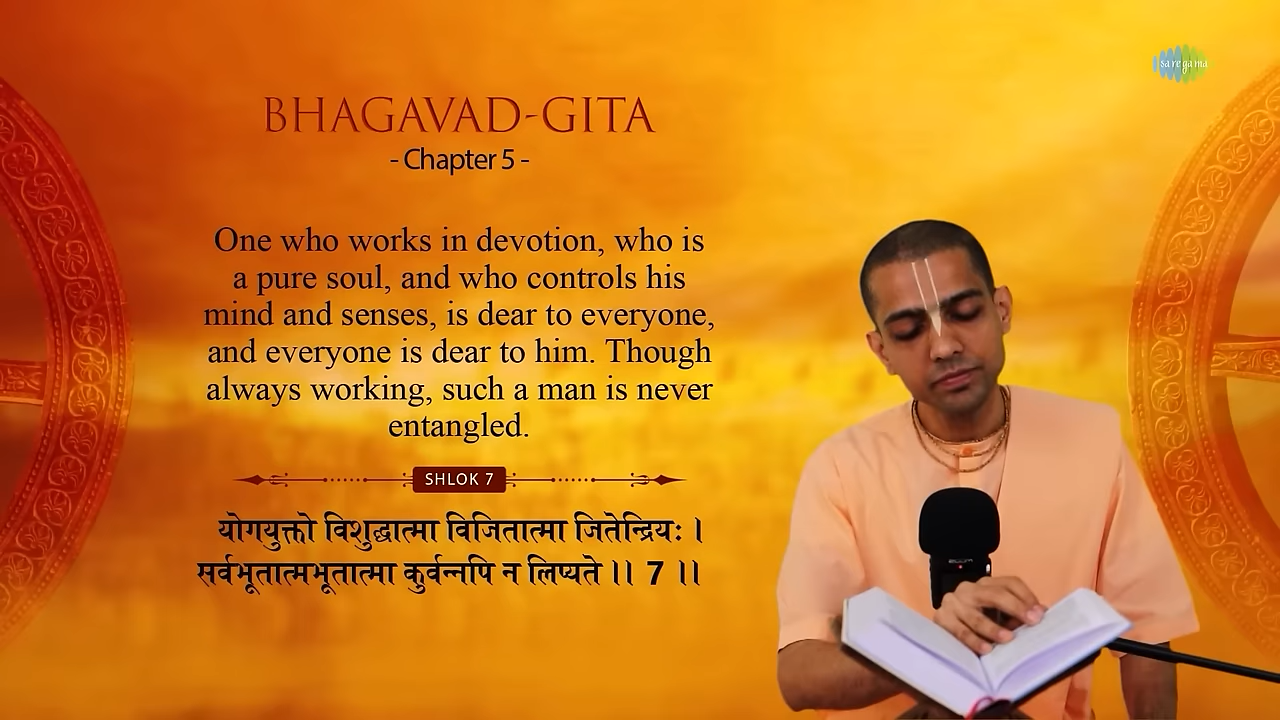 saregama
BHAGAVAD-GITA
- Chapter 5 -
One who works in devotion, who is
a pure soul, and who controls his
mind and senses, is dear to everyone,
and everyone is dear to him. Though
always working, such a man is never
entangled.
SHLOK 7
योगयुक्तो विशुद्धात्मा विजितात्मा जितेन्द्रियः ।
सर्वभूतात्मभूतात्मा कुर्वन्नपि न लिप्यते ।। 7 ।।